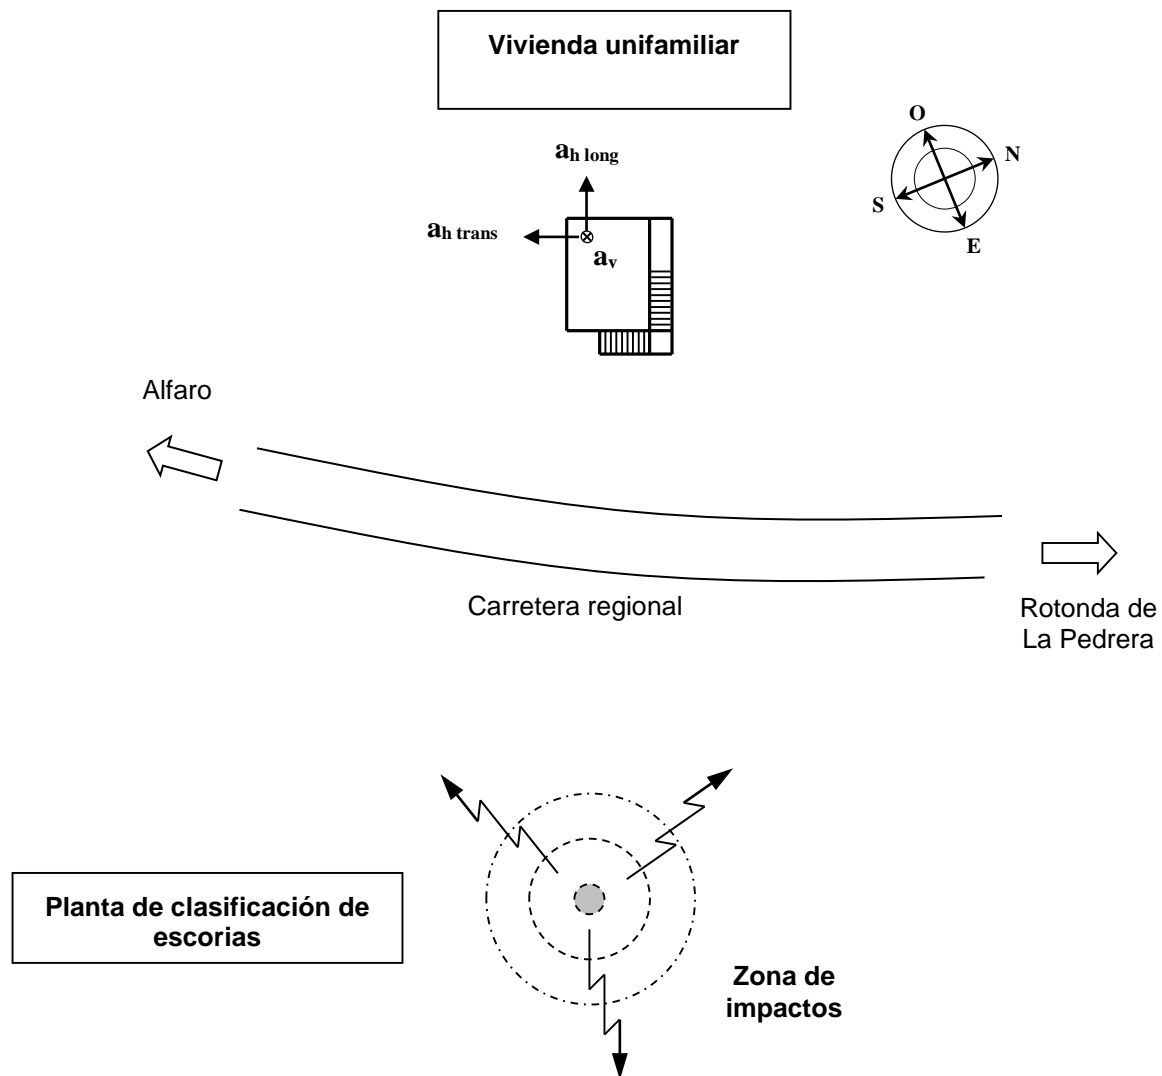 Vivienda unifamiliar
O
N
S
E
a h long
a h trans
a v
Alfaro
Carretera regional
Rotonda de
La Pedrera
Planta de clasificación de
escorias
Zona de
impactos